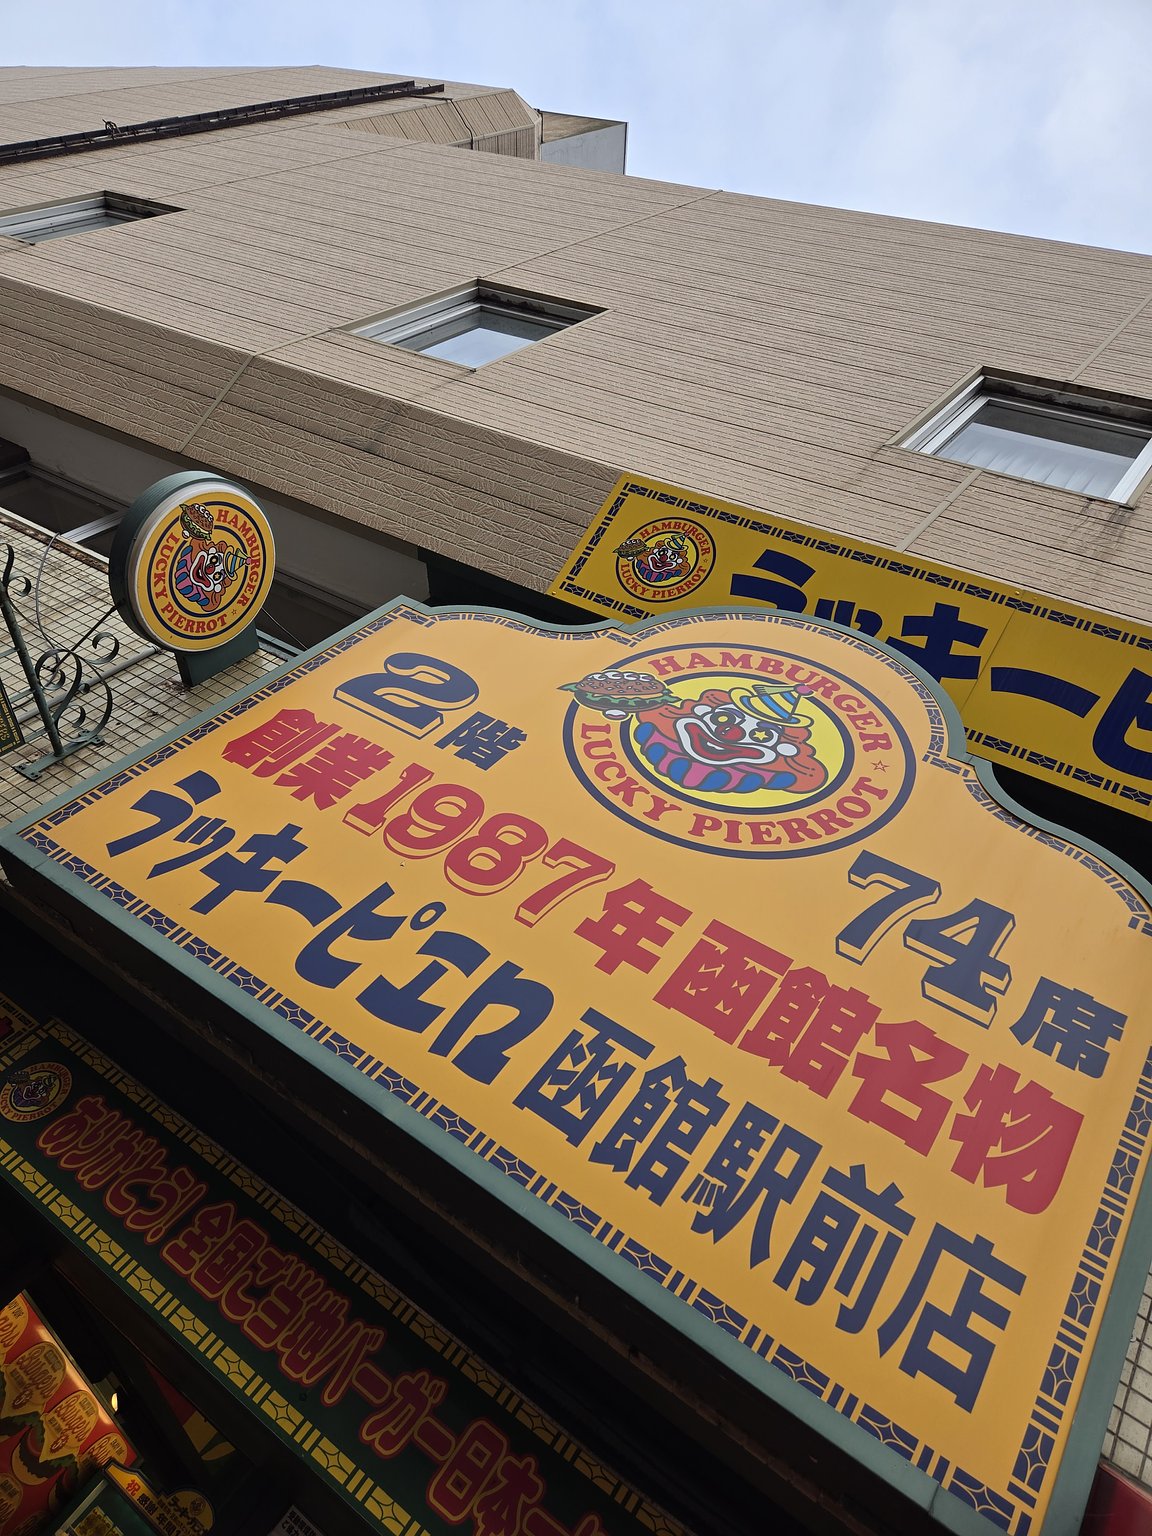 HAMBURGER
LUCKY PIERROT
HAMBURGER
LUCKY PIERROT
ラッキーピ
HAMBURGER
LUCKY PIERROT
2階
74席
創業1987年函館名物
ラッキーピエロ函館駅前店
HAMBURGER
LUCKY PIERROT
ありがとう!全国ご当地バーガー日本一